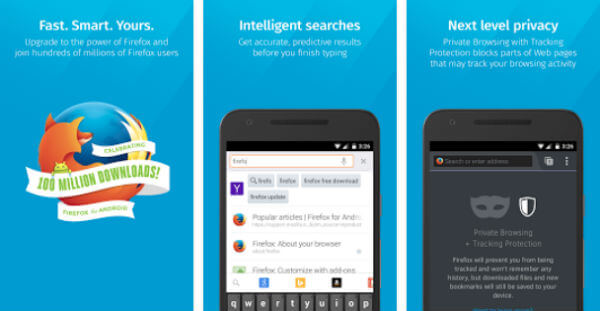 Fast. Smart. Yours.
Upgrade to the power of Firefox and
join hundreds of millions of Firefox users
CELEBRATING
100 MILLION DOWNLOADS!
FIREFOX for ANDROID
Intelligent searches
Get accurate, predictive results
before you finish typing
3:26
firefo
firefo
firefox
firefox free download
firefox update
Popular articles | Firefox for Andro
Firefox: About your browser
about:firefox
Firefox: Customize with add-ons
q w e r t y u i o p
Next level privacy
Private Browsing with Tracking
Protection blocks parts of Web pages
that may track your browsing activity
3:26
Search or enter address
Private Browsing
+ Tracking Protection
Firefox will prevent you from being
tracked and won't remember any
history, but downloaded files and new
bookmarks will still be saved to your
device.